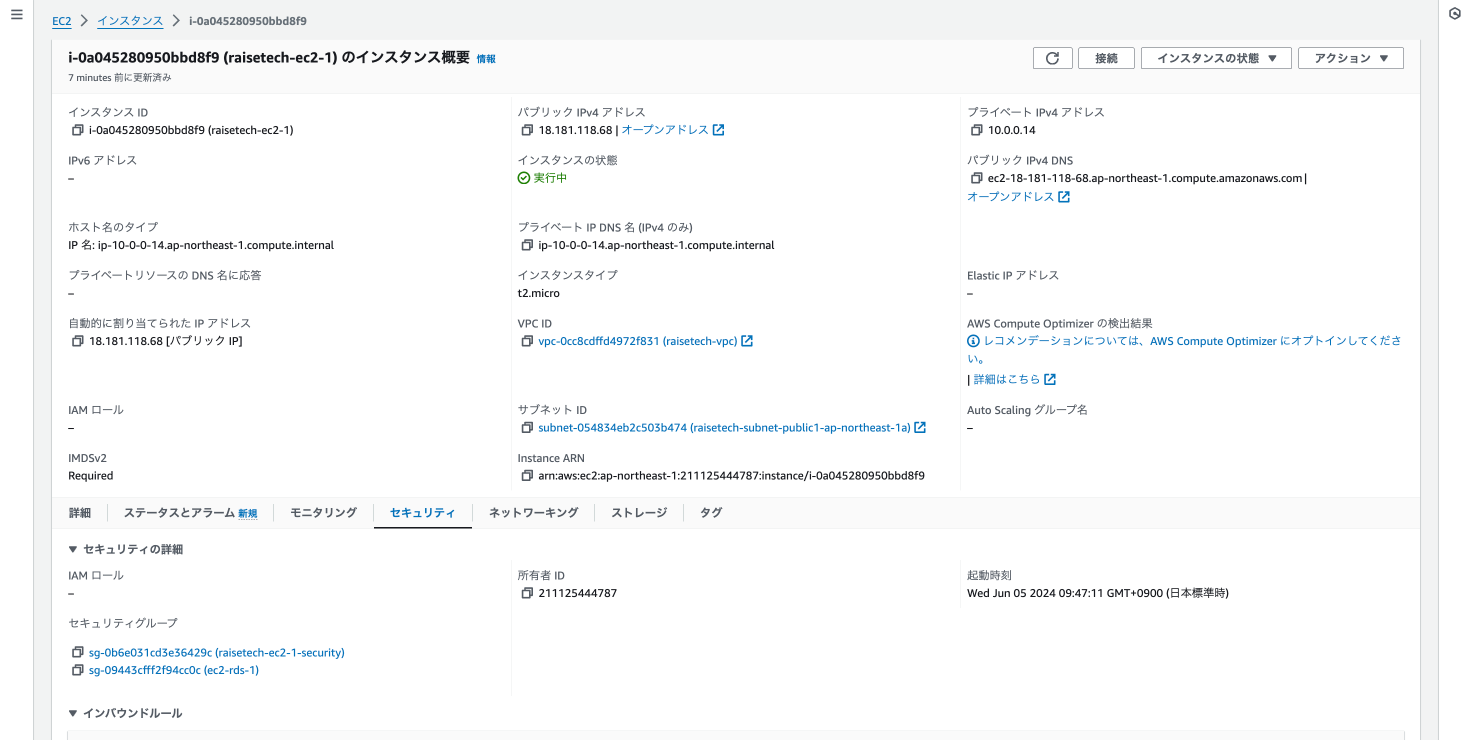 EC2 > インスタンス > i-0a045280950bbd8f9
i-0a045280950bbd8f9 (raisetech-ec2-1) のインスタンス概要 情報
7 minutes 前に更新済み
接続
インスタンスの状態 ▼
アクション ▼
インスタンス ID
i-0a045280950bbd8f9 (raisetech-ec2-1)
パブリック IPv4 アドレス
18.181.118.68 | オープンアドレス
プライベート IPv4 アドレス
10.0.0.14
IPv6 アドレス
–
インスタンスの状態
実行中
パブリック IPv4 DNS
ec2-18-181-118-68.ap-northeast-1.compute.amazonaws.com |
オープンアドレス
ホスト名のタイプ
IP 名: ip-10-0-0-14.ap-northeast-1.compute.internal
プライベート IP DNS 名 (IPv4 のみ)
ip-10-0-0-14.ap-northeast-1.compute.internal
プライベートリソースの DNS 名に応答
–
インスタンスタイプ
t2.micro
Elastic IP アドレス
–
自動的に割り当てられた IP アドレス
18.181.118.68 [パブリック IP]
VPC ID
vpc-0cc8cdffd4972f831 (raisetech-vpc)
AWS Compute Optimizer の検出結果
レコメンデーションについては、AWS Compute Optimizer にオプトインしてくださ
い。
| 詳細はこちら
IAM ロール
–
サブネット ID
subnet-054834eb2c503b474 (raisetech-subnet-public1-ap-northeast-1a)
Auto Scaling グループ名
–
IMDSv2
Required
Instance ARN
arn:aws:ec2:ap-northeast-1:211125444787:instance/i-0a045280950bbd8f9
詳細
ステータスとアラーム 新規
モニタリング
セキュリティ
ネットワーキング
ストレージ
タグ
▼ セキュリティの詳細
IAM ロール
–
所有者 ID
211125444787
起動時刻
Wed Jun 05 2024 09:47:11 GMT+0900 (日本標準時)
セキュリティグループ
sg-0b6e031cd3e36429c (raisetech-ec2-1-security)
sg-09443cfff2f94cc0c (ec2-rds-1)
▼ インバウンドルール